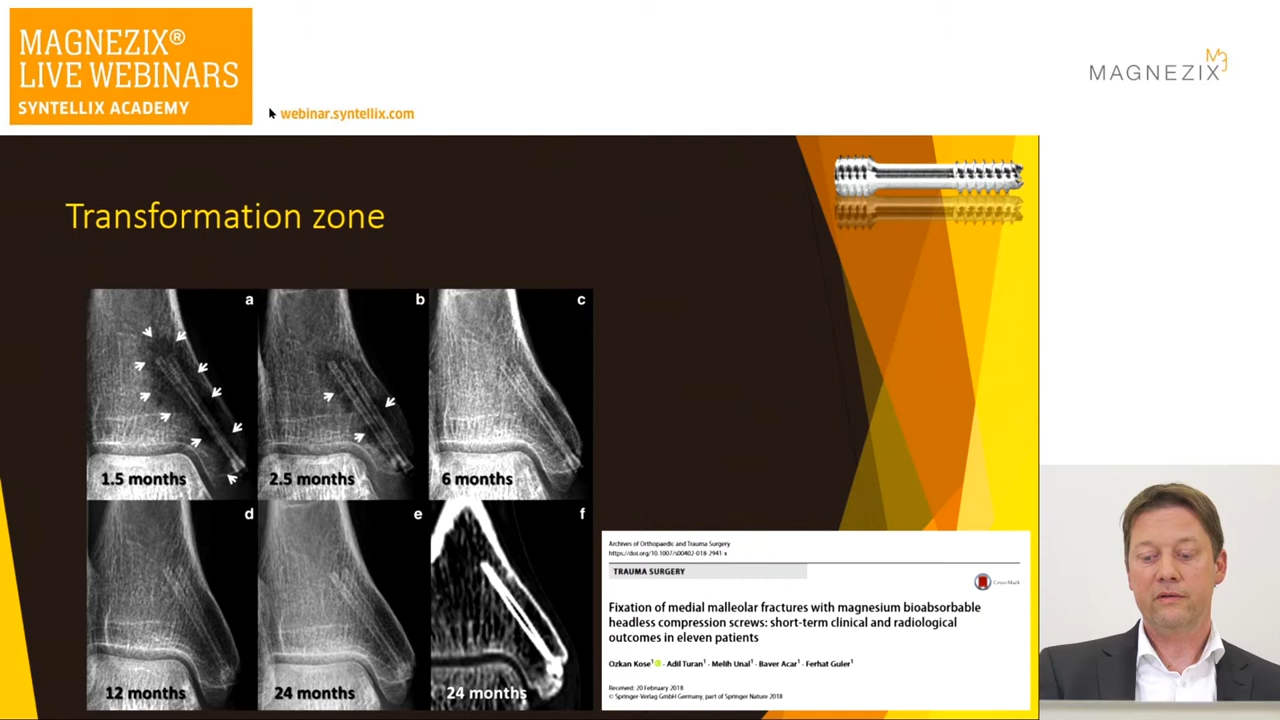 MAGNEZIX®
LIVE WEBINARS
SYNTELLIX ACADEMY
webinar.syntellix.com
MAGNEZIX
Transformation zone
a
b
c
1.5 months
2.5 months
6 months
d
e
f
12 months
24 months
24 months
Archives of Orthopaedic and Trauma Surgery
https://doi.org/10.1007/s00402-018-2941-x
TRAUMA SURGERY
CrossMark
Fixation of medial malleolar fractures with magnesium bioabsorbable
headless compression screws: short-term clinical and radiological
outcomes in eleven patients
Ozkan Kose¹ · Adil Turan¹ · Melih Unal¹ · Baver Acar¹ · Ferhat Guler¹
Received: 20 February 2018
© Springer-Verlag GmbH Germany, part of Springer Nature 2018